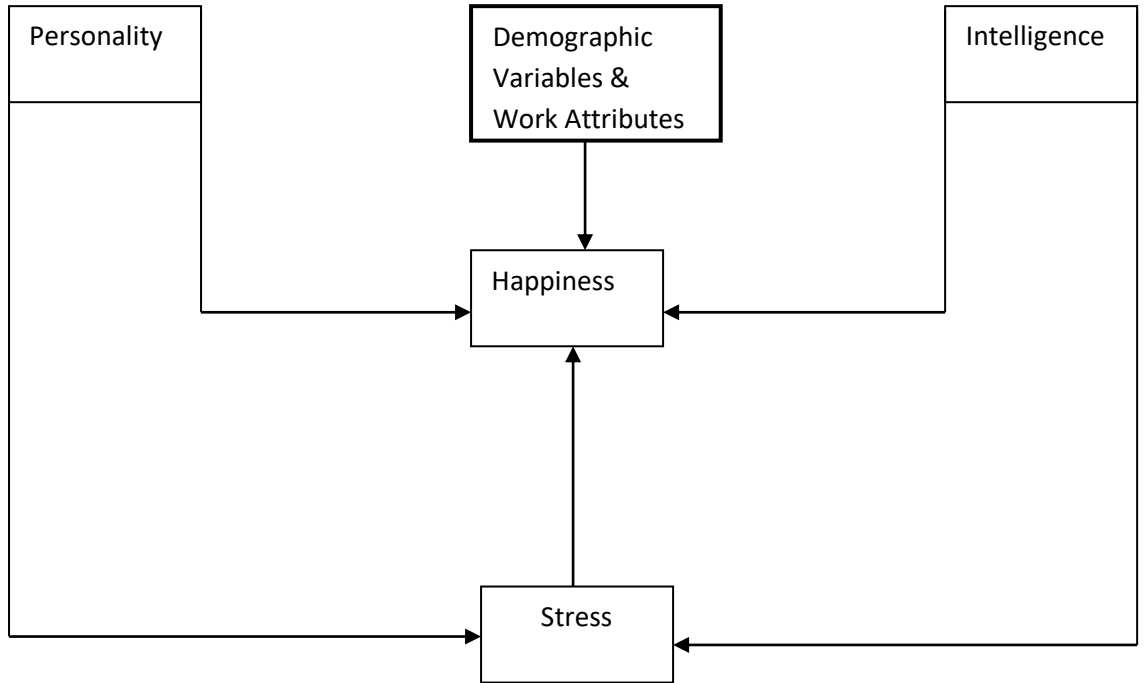 Personality
Demographic
Variables &
Work Attributes
Intelligence
Happiness
Stress